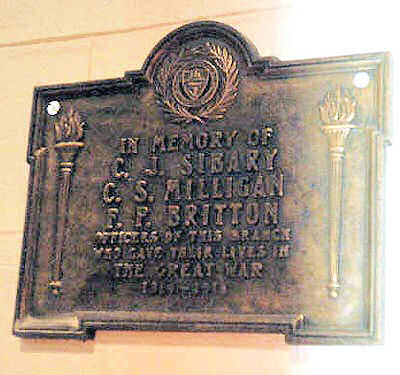 IN MEMORY OF
C. J. SIBARY
C. S. MILLIGAN
F. F. BRITTON
OFFICERS OF THIS BRANCH
WHO GAVE THEIR LIVES IN
THE GREAT WAR